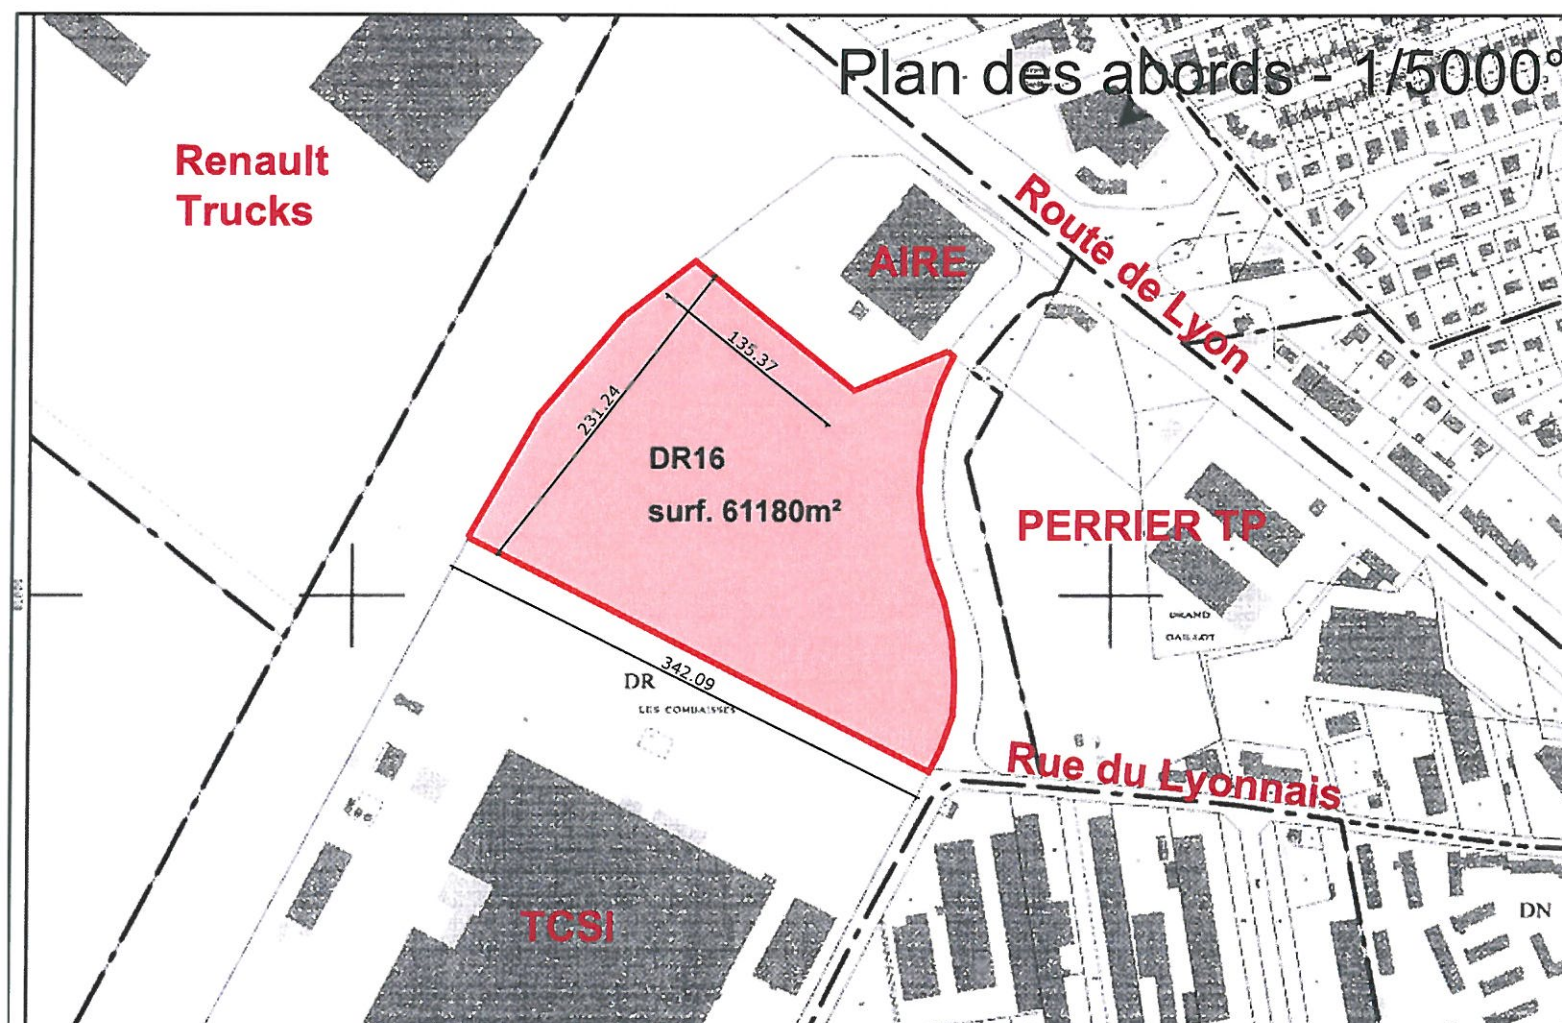 Plan des abords - 1/5000°
Renault
Trucks
Route de Lyon
AIRE
135.37
231.24
DR16
surf. 61180m²
PERRIER TP
342.09
DR
LES COMBAISSES
Rue du Lyonnais
TCSI
DN